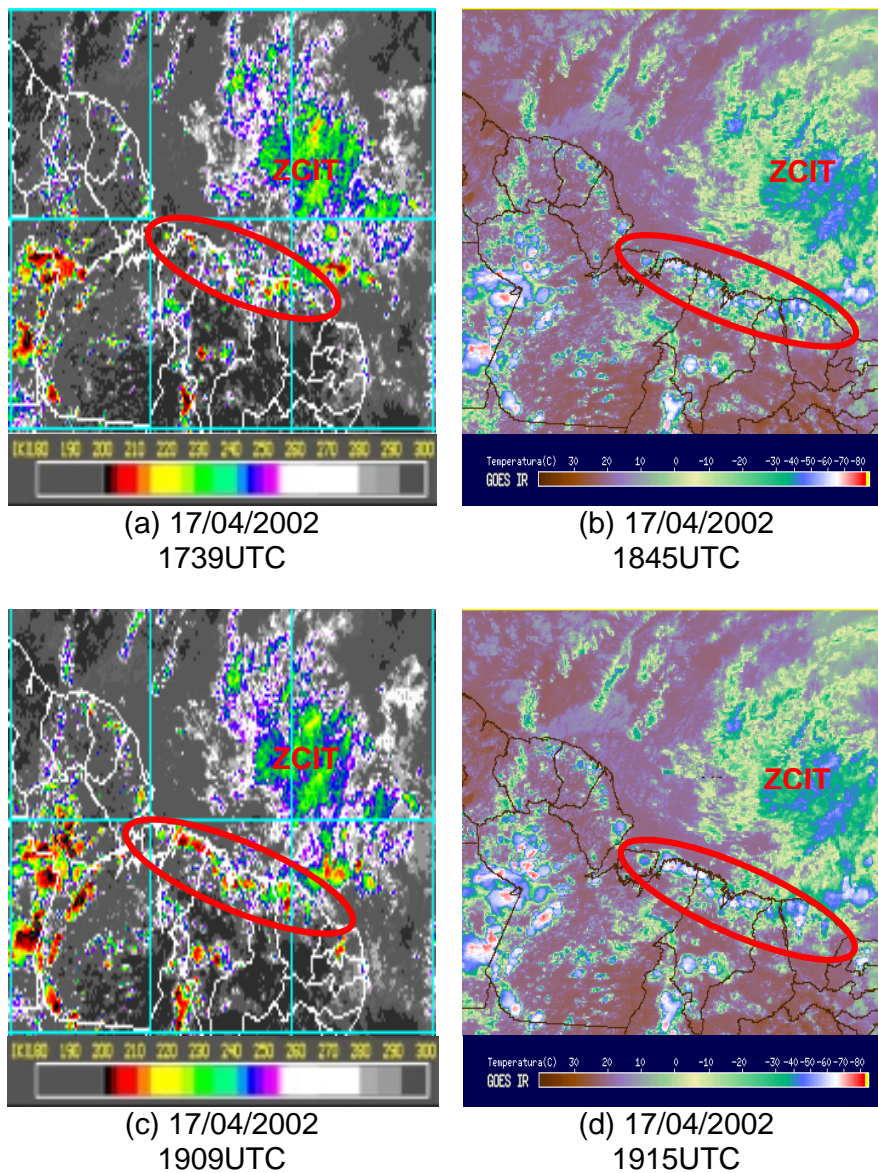 ZCIT
ZCIT
[K]180 190 200 210 220 230 240 250 260 270 280 290 300
Temperatura(C) 30 20 10 0 -10 -20 -30 -40 -50 -60 -70 -80
GOES IR
(a) 17/04/2002
1739UTC
(b) 17/04/2002
1845UTC
ZCIT
ZCIT
[K]180 190 200 210 220 230 240 250 260 270 280 290 300
Temperatura(C) 30 20 10 0 -10 -20 -30 -40 -50 -60 -70 -80
GOES IR
(c) 17/04/2002
1909UTC
(d) 17/04/2002
1915UTC